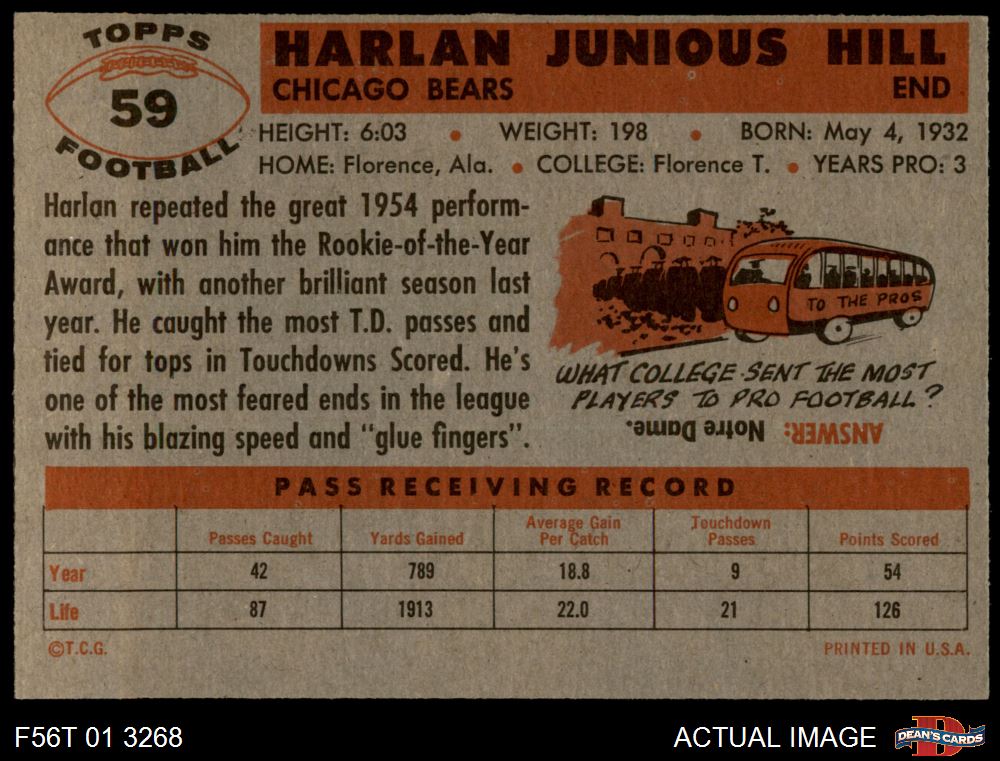 TOPPS
59
FOOTBALL
HARLAN JUNIOUS HILL
CHICAGO BEARS END
HEIGHT: 6:03 • WEIGHT: 198 • BORN: May 4, 1932
HOME: Florence, Ala. • COLLEGE: Florence T. • YEARS PRO: 3
Harlan repeated the great 1954 perform-
ance that won him the Rookie-of-the-Year
Award, with another brilliant season last
year. He caught the most T.D. passes and
tied for tops in Touchdowns Scored. He's
one of the most feared ends in the league
with his blazing speed and "glue fingers".
TO THE PROS
WHAT COLLEGE SENT THE MOST
PLAYERS TO PRO FOOTBALL?
ANSWER: Notre Dame.
PASS RECEIVING RECORD
Passes Caught Yards Gained Average Gain Per Catch Touchdown Passes Points Scored
Year 42 789 18.8 9 54
Life 87 1913 22.0 21 126
©T.C.G. PRINTED IN U.S.A.
F56T 01 3268 ACTUAL IMAGE DEAN'S CARDS